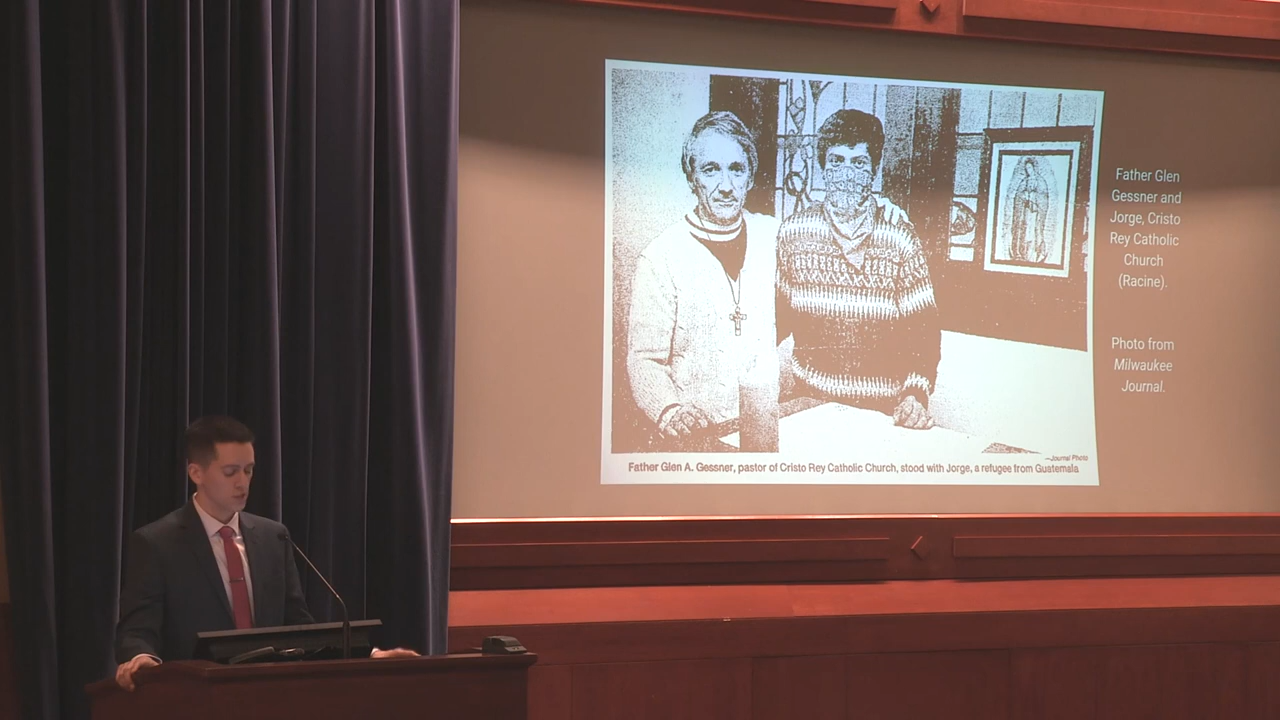 Father Glen
Gessner and
Jorge, Cristo
Rey Catholic
Church
(Racine).
Photo from
Milwaukee
Journal.
—Journal Photo
Father Glen A. Gessner, pastor of Cristo Rey Catholic Church, stood with Jorge, a refugee from Guatemala